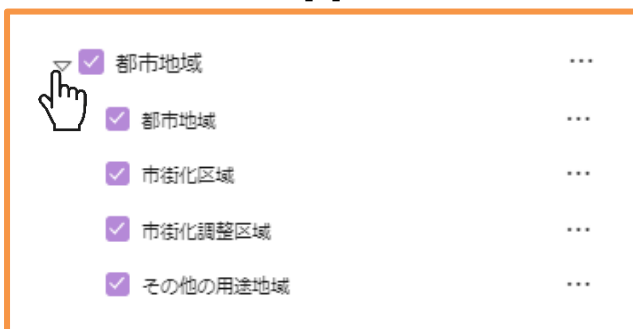 都市地域 …
都市地域 …
市街化区域 …
市街化調整区域 …
その他の用途地域 …